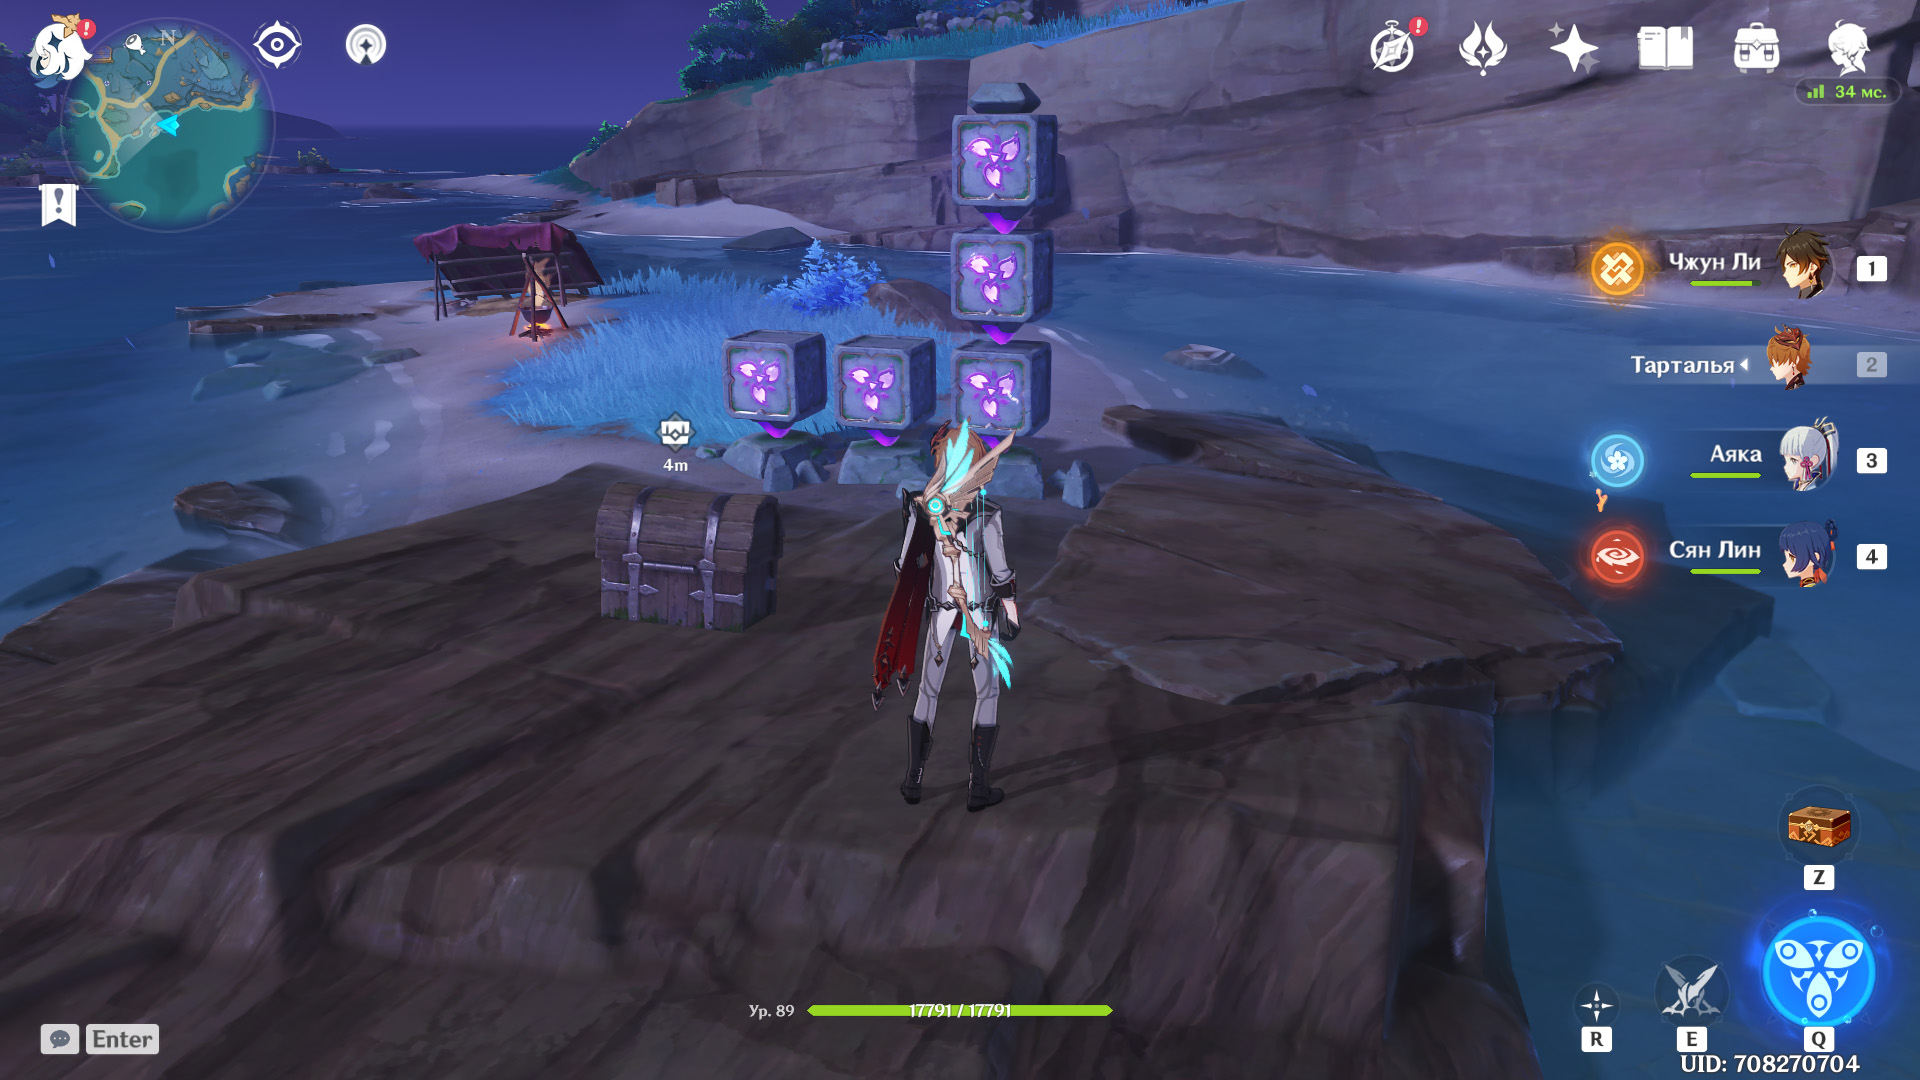 N
34 мс.
Чжун Ли
1
Тарталья
2
Аяка
3
4m
Сян Лин
4
Z
Ур. 89
17791 / 17791
Enter
R
E
Q
UID: 708270704